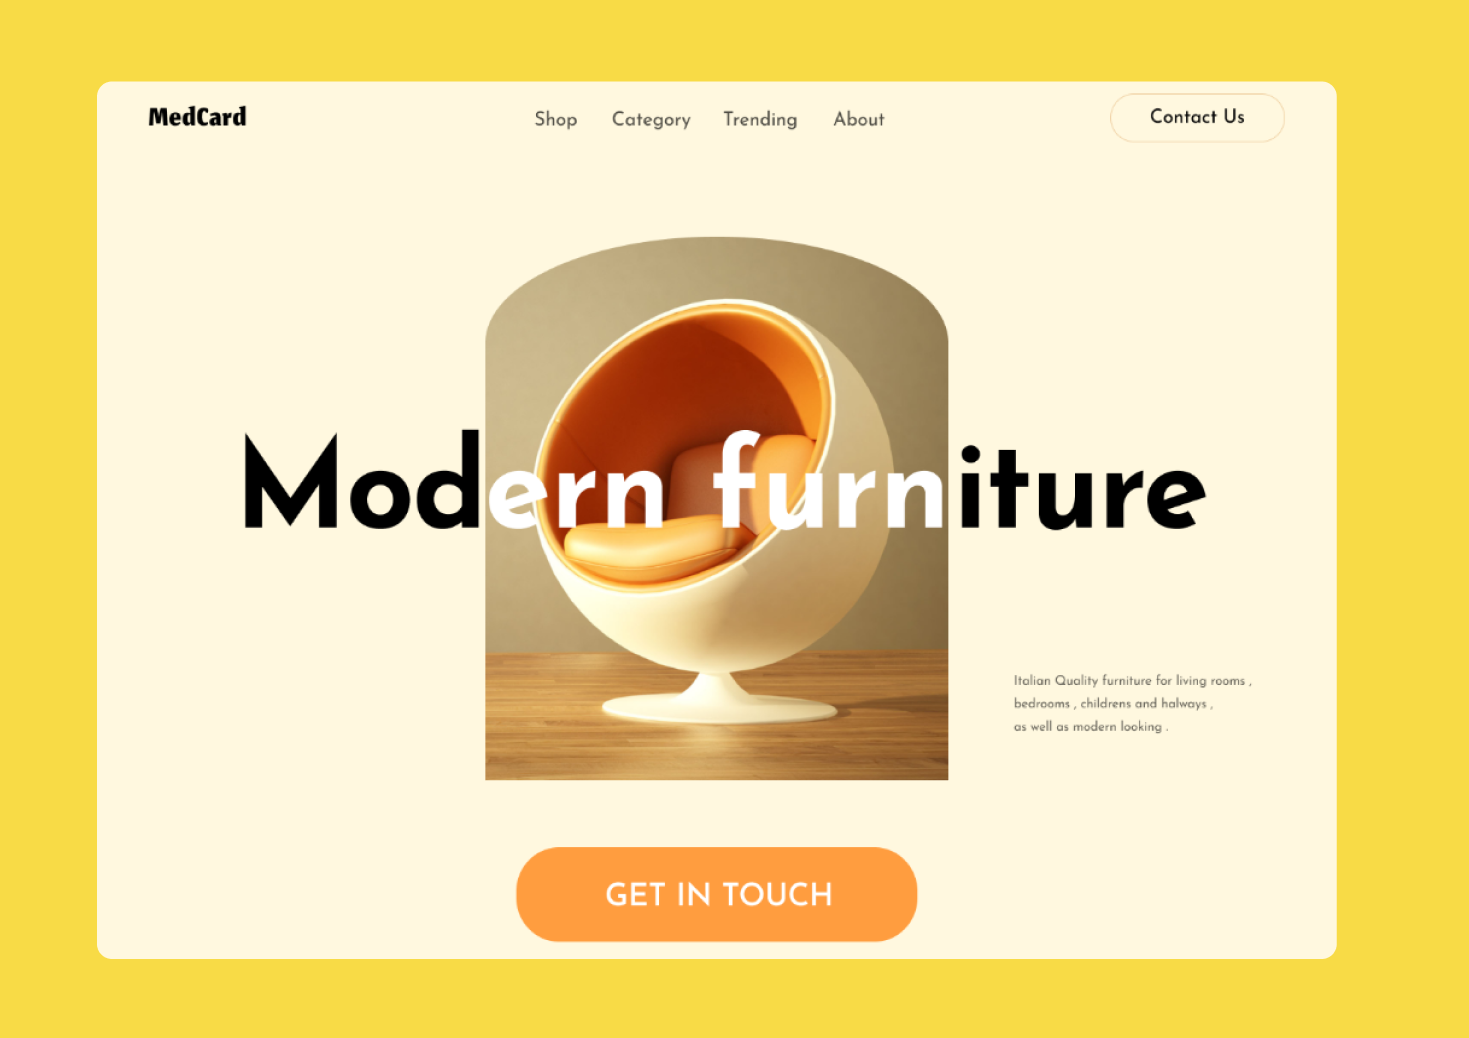 MedCard
Shop Category Trending About
Contact Us
Modern furniture
Italian Quality furniture for living rooms ,
bedrooms , childrens and halways ,
as well as modern looking .
GET IN TOUCH